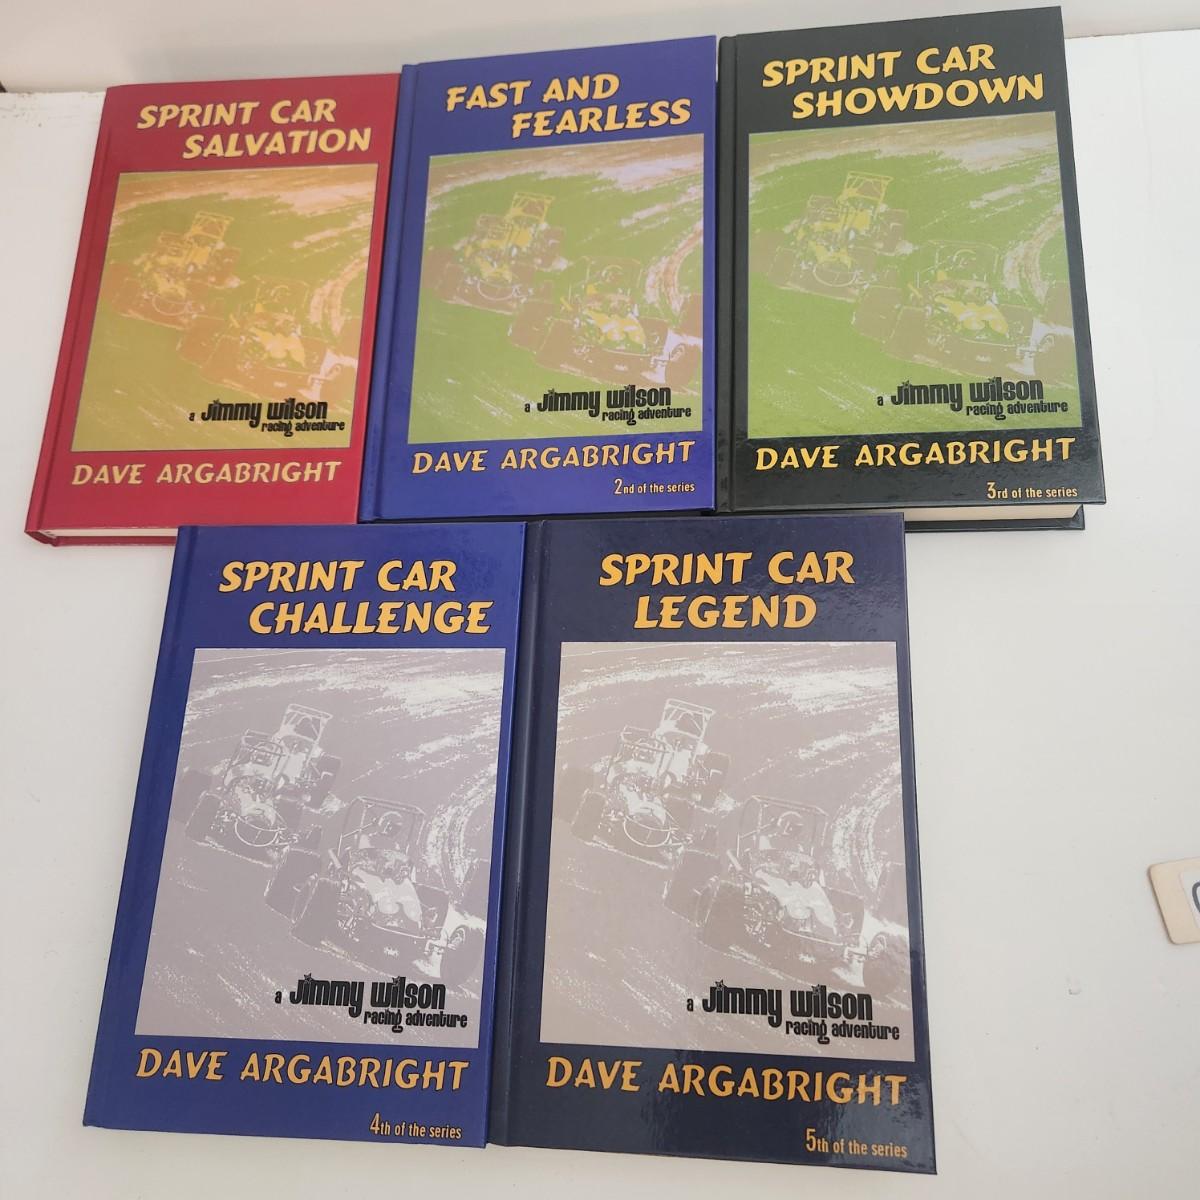 SPRINT CAR
SALVATION
a Jimmy Wilson
racing adventure
DAVE ARGABRIGHT
FAST AND
FEARLESS
a Jimmy Wilson
racing adventure
DAVE ARGABRIGHT
2nd of the series
SPRINT CAR
SHOWDOWN
a Jimmy Wilson
racing adventure
DAVE ARGABRIGHT
3rd of the series
SPRINT CAR
CHALLENGE
a Jimmy Wilson
racing adventure
DAVE ARGABRIGHT
4th of the series
SPRINT CAR
LEGEND
a Jimmy Wilson
racing adventure
DAVE ARGABRIGHT
5th of the series